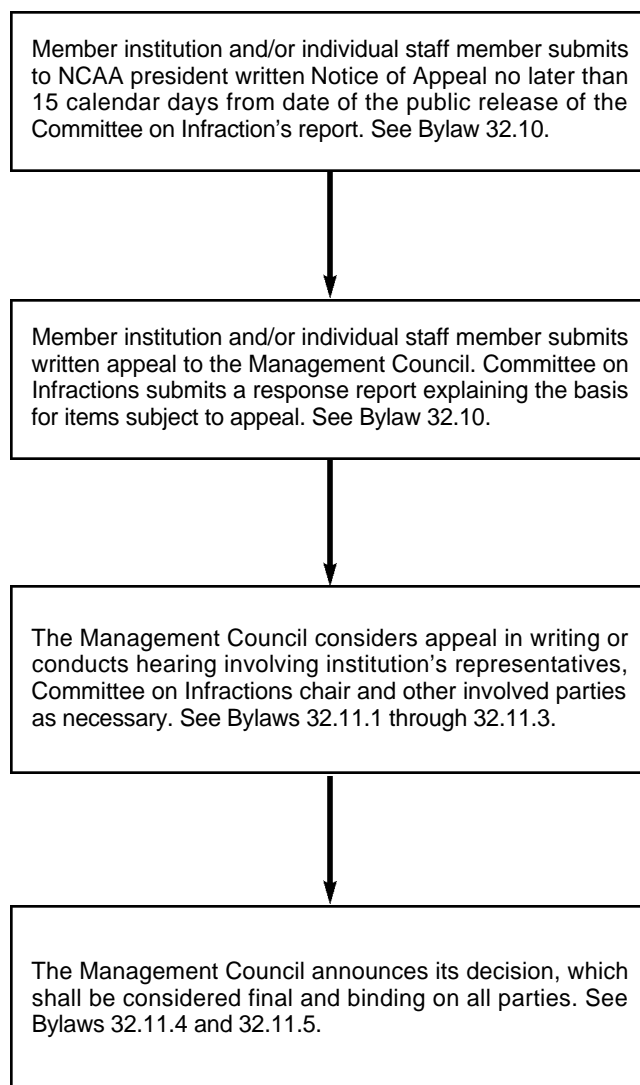 Member institution and/or individual staff member submits
to NCAA president written Notice of Appeal no later than
15 calendar days from date of the public release of the
Committee on Infraction’s report. See Bylaw 32.10.
Member institution and/or individual staff member submits
written appeal to the Management Council. Committee on
Infractions submits a response report explaining the basis
for items subject to appeal. See Bylaw 32.10.
The Management Council considers appeal in writing or
conducts hearing involving institution’s representatives,
Committee on Infractions chair and other involved parties
as necessary. See Bylaws 32.11.1 through 32.11.3.
The Management Council announces its decision, which
shall be considered final and binding on all parties. See
Bylaws 32.11.4 and 32.11.5.